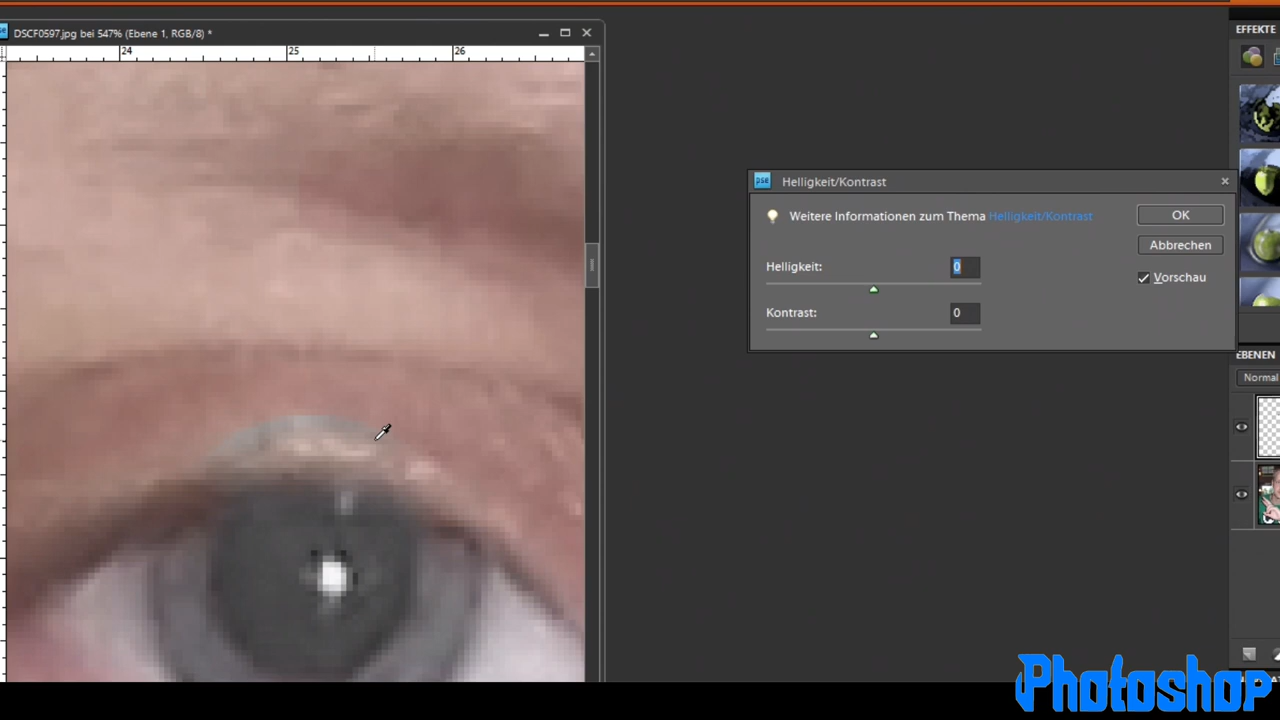 DSCF0597.jpg bei 547% (Ebene 1, RGB/8) *
24 25 26
pse Helligkeit/Kontrast
Weitere Informationen zum Thema Helligkeit/Kontrast
OK
Abbrechen
Helligkeit: 0
Vorschau
Kontrast: 0
EFFEKTE
EBENEN
Normal
Photoshop